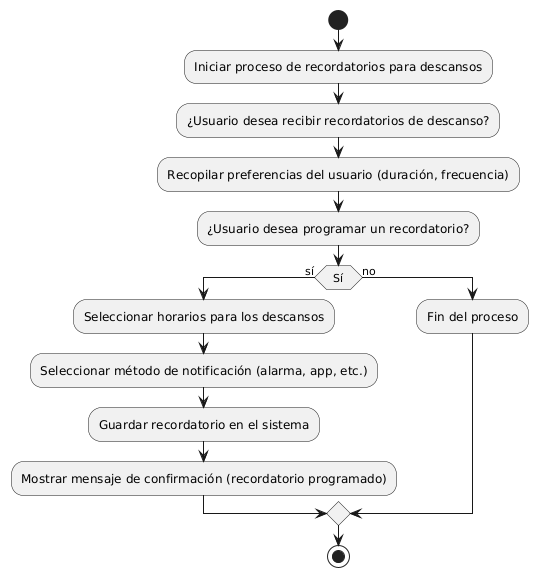 Iniciar proceso de recordatorios para descansos
¿Usuario desea recibir recordatorios de descanso?
Recopilar preferencias del usuario (duración, frecuencia)
¿Usuario desea programar un recordatorio?
sí
Sí
no
Seleccionar horarios para los descansos
Fin del proceso
Seleccionar método de notificación (alarma, app, etc.)
Guardar recordatorio en el sistema
Mostrar mensaje de confirmación (recordatorio programado)